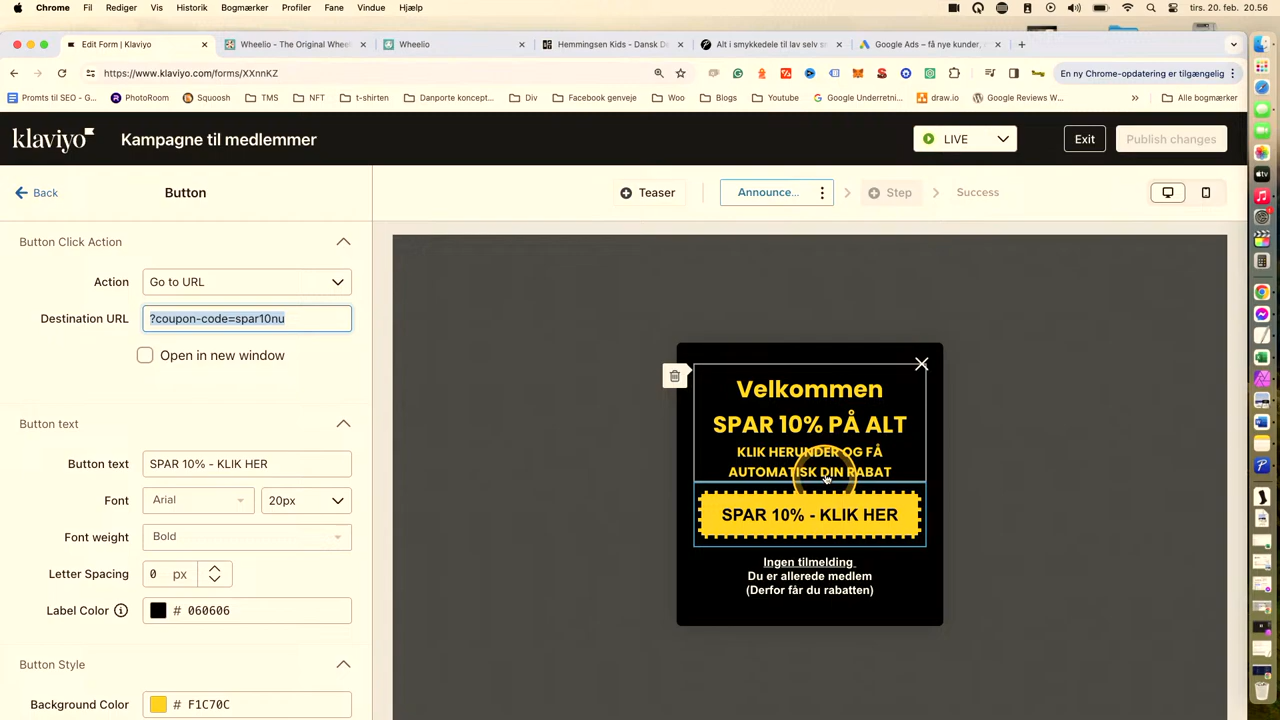 Chrome Fil Rediger Vis Historik Bogmærker Profiler Fane Vindue Hjælp tirs. 20. feb. 20.56
Edit Form | Klaviyo
Wheelio - The Original Whee
Wheelio
Hemmingsen Kids - Dansk D
Alt i smykkedele til lav selv s
Google Ads – få nye kunder,
https://www.klaviyo.com/forms/XXnnKZ
En ny Chrome-opdatering er tilgængelig
Promts til SEO - G...
PhotoRoom
Squoosh
TMS
NFT
t-shirten
Danporte koncept...
Div
Facebook genveje
Woo
Blogs
Youtube
Google Underretni...
draw.io
Google Reviews W...
Alle bogmærker
klaviyo
Kampagne til medlemmer
LIVE
Exit
Publish changes
Back
Button
Teaser
Announce...
Step
Success
Button Click Action
Action
Go to URL
Destination URL
?coupon-code=spar10nu
Open in new window
Button text
Button text
SPAR 10% - KLIK HER
Font
Arial
20px
Font weight
Bold
Letter Spacing
0 px
Label Color
# 060606
Button Style
Background Color
# F1C70C
Velkommen
SPAR 10% PÅ ALT
KLIK HERUNDER OG FÅ
AUTOMATISK DIN RABAT
SPAR 10% - KLIK HER
Ingen tilmelding
Du er allerede medlem
(Derfor får du rabatten)